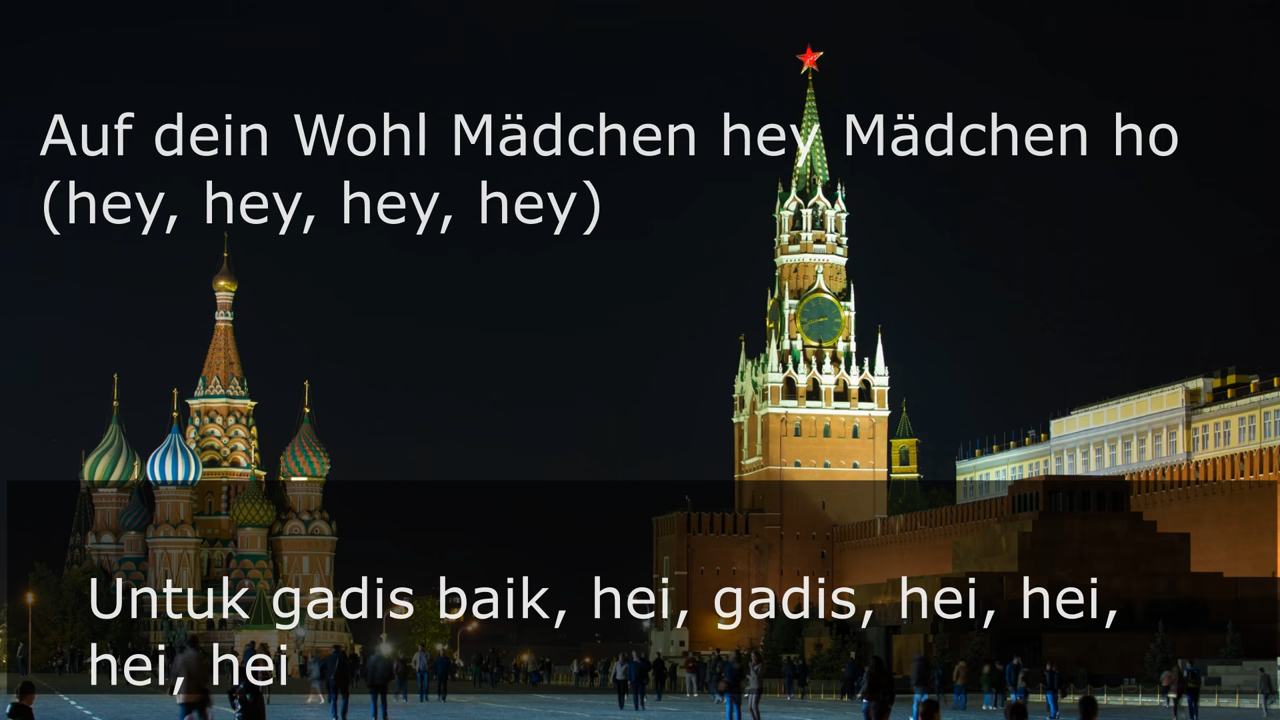 Auf dein Wohl Mädchen hey Mädchen ho
(hey, hey, hey, hey)
Untuk gadis baik, hei, gadis, hei, hei,
hei, hei